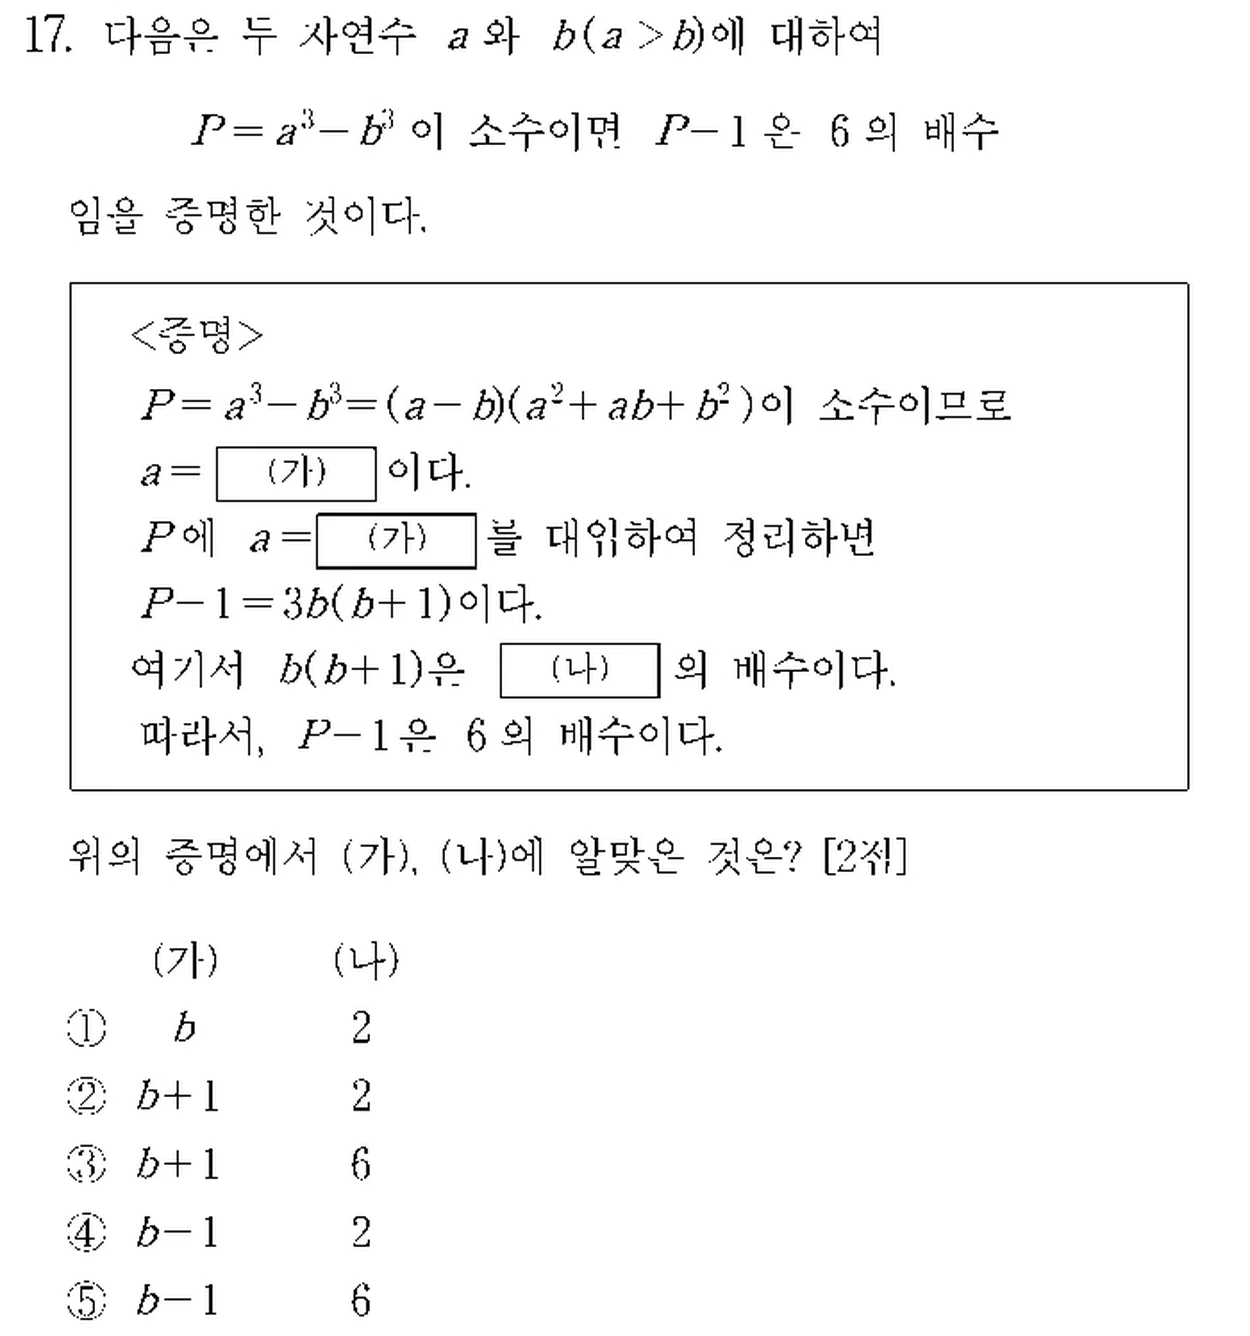 17. 다음은 두 자연수 a와 b(a > b)에 대하여
P = a³ − b³ 이 소수이면 P − 1은 6의 배수
임을 증명한 것이다.
<증명>
P = a³ − b³ = (a − b)(a² + ab + b²)이 소수이므로
a = (가) 이다.
P에 a = (가) 를 대입하여 정리하면
P − 1 = 3b(b + 1)이다.
여기서 b(b + 1)은 (나) 의 배수이다.
따라서, P − 1은 6의 배수이다.
위의 증명에서 (가), (나)에 알맞은 것은? [2점]
(가) (나)
① b 2
② b + 1 2
③ b + 1 6
④ b − 1 2
⑤ b − 1 6